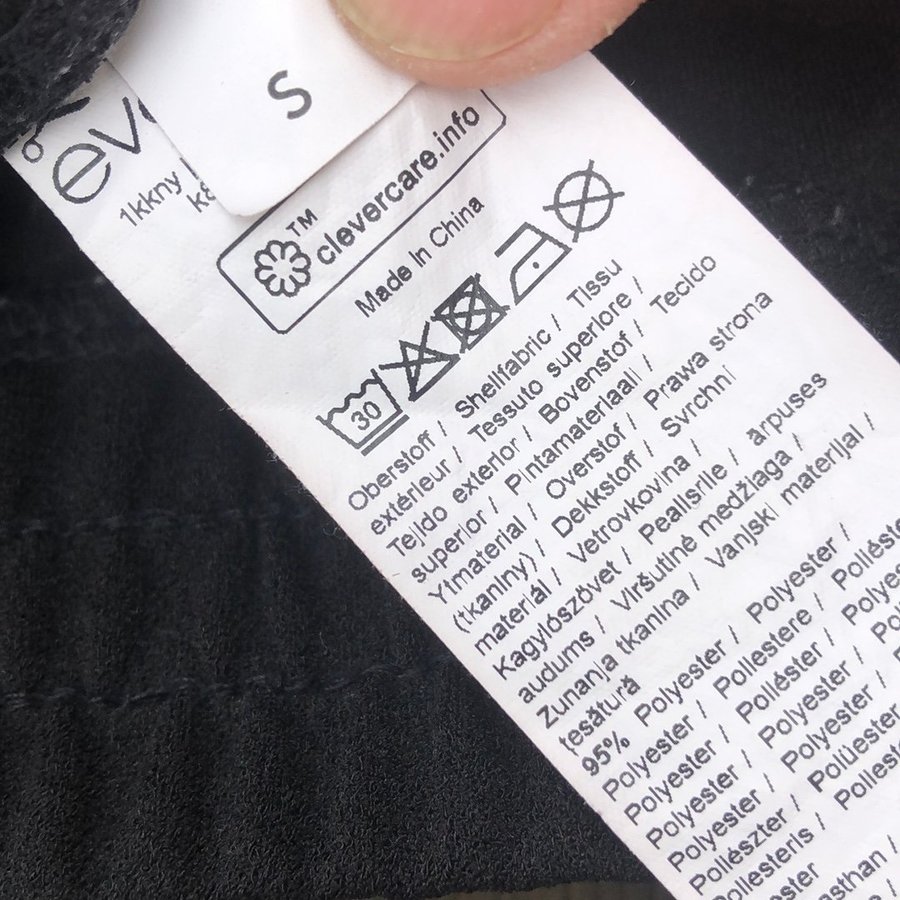 S
1kkny
™ clevercare.info
Made in China
30
Oberstoff / Shellfabric / Tissu
extérieur / Tessuto superiore /
Tejido exterior / Bovenstof / Tecido
superior / Pintamateriaali /
Ytmaterial / Overstof / Prawa strona
(tkaniny) / Dekkstoff / Svrchní
materiál / Vetrovkovina /
Kagylószövet / Pealisriie / ārpuses
audums / Viršutinė medžiaga /
Zunanja tkanina / Vanjski materijal /
țesătură
95% Polyester / Polyester /
Polyester / Poliestere /
Polyester / Poliéster /
Polyester / Polyester /
Polyester / Polyester /
Poliészter / Polüester
Poliesteris /